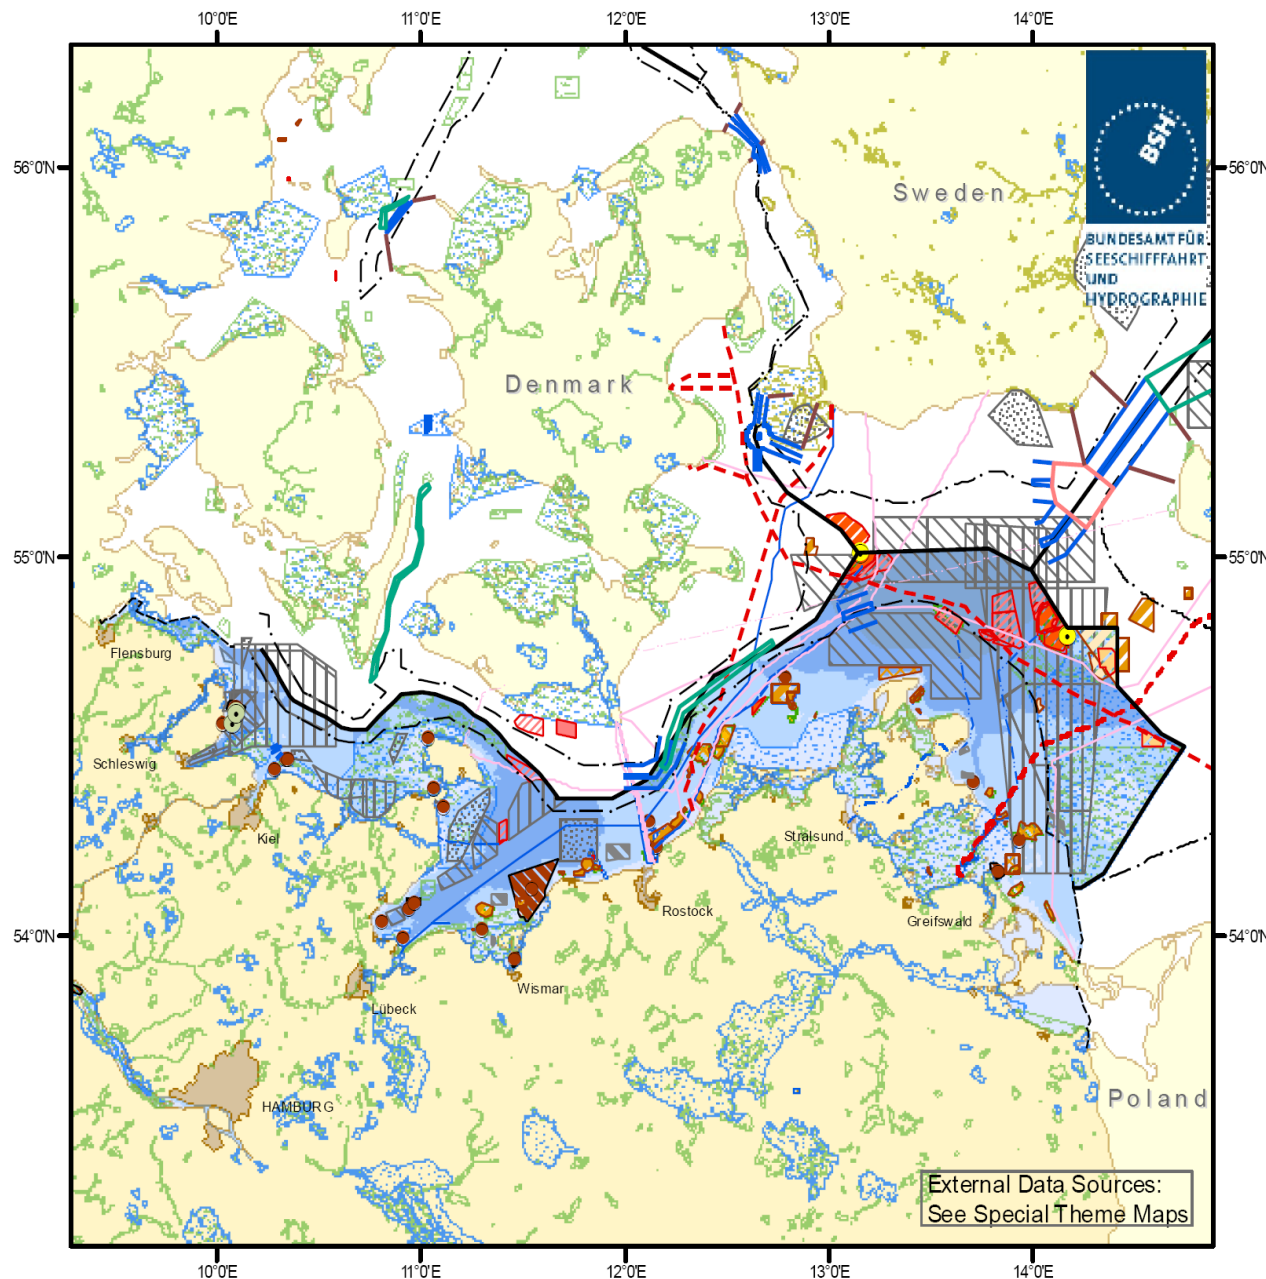 10°0'E 11°0'E 12°0'E 13°0'E 14°0'E
56°0'N 56°0'N
BSH
Sweden
BUNDESAMT FÜR
SEESCHIFFFAHRT
UND
HYDROGRAPHIE
Denmark
55°0'N 55°0'N
Flensburg
Schleswig
Kiel
Stralsund
Rostock
Greifswald
54°0'N 54°0'N
Wismar
Lübeck
HAMBURG
Poland
External Data Sources:
See Special Theme Maps
10°0'E 11°0'E 12°0'E 13°0'E 14°0'E